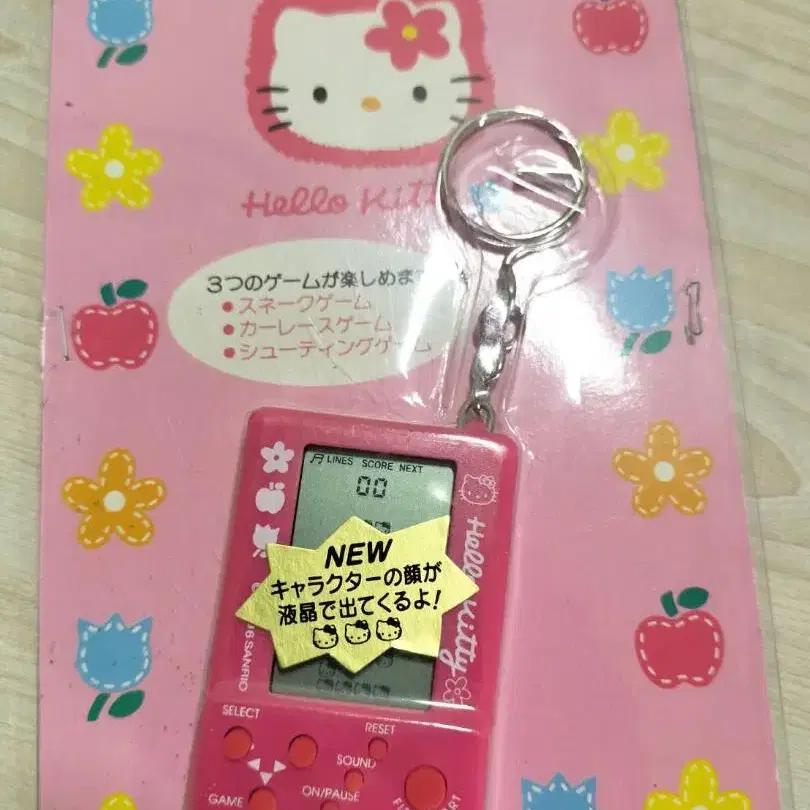 Hello Kitt
3つのゲームが楽しめま
●スネークゲーム
●カーレースゲーム
●シューティングゲーム
LINES SCORE NEXT
00
NEW
キャラクターの顔が
液晶で出てくるよ!
Hello Kitty
6 SANRIO
SELECT
RESET
SOUND
ON/PAUSE
GAME